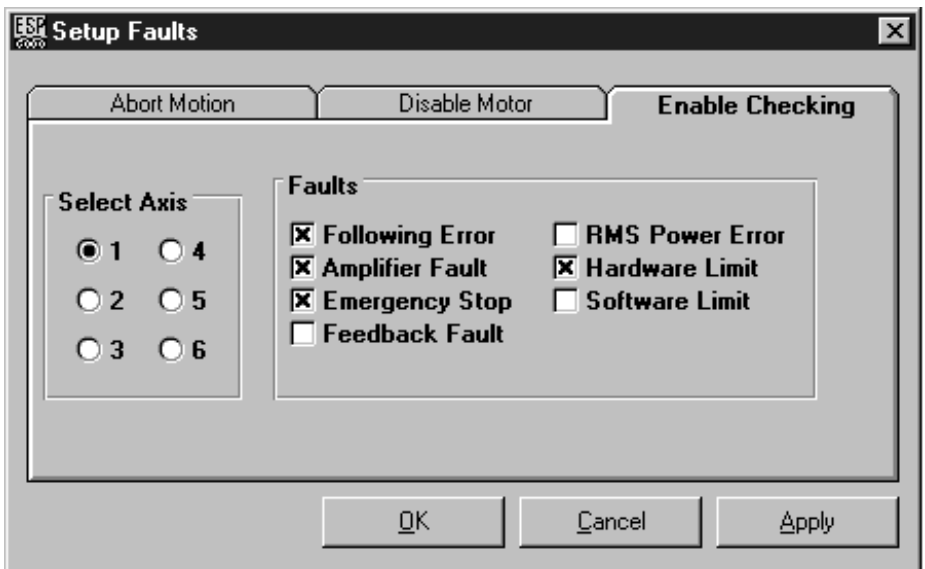 ESP
6000
Setup Faults
Abort Motion
Disable Motor
Enable Checking
Select Axis
1
4
2
5
3
6
Faults
Following Error
RMS Power Error
Amplifier Fault
Hardware Limit
Emergency Stop
Software Limit
Feedback Fault
OK
Cancel
Apply